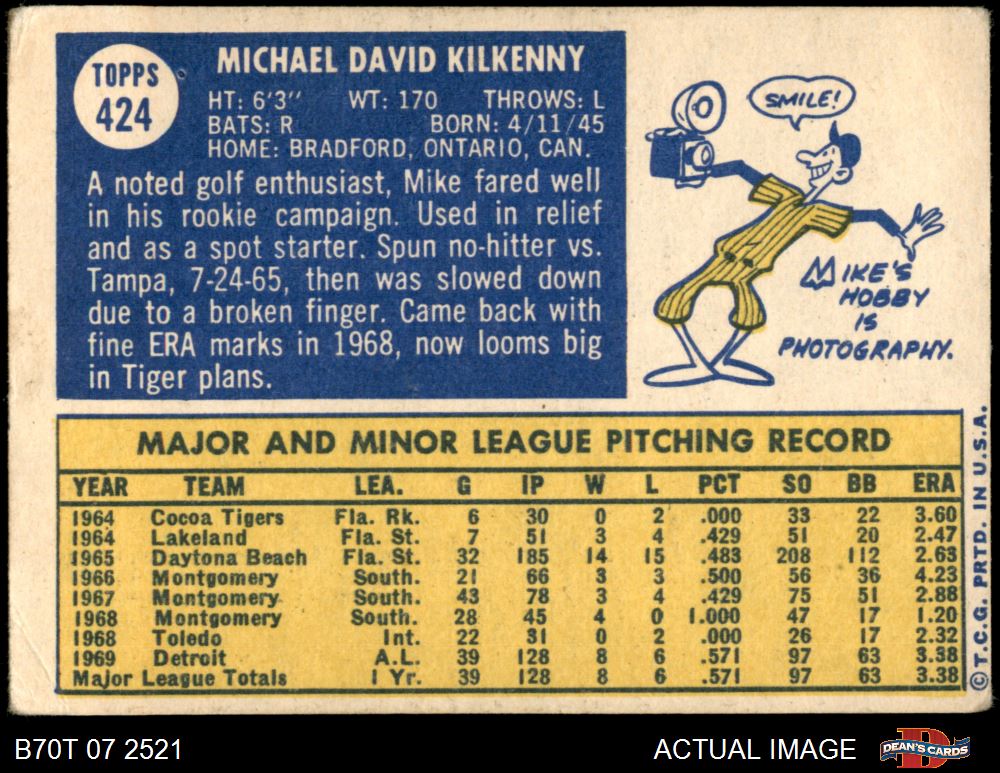 TOPPS
424
MICHAEL DAVID KILKENNY
HT: 6'3" WT: 170 THROWS: L
BATS: R BORN: 4/11/45
HOME: BRADFORD, ONTARIO, CAN.
A noted golf enthusiast, Mike fared well
in his rookie campaign. Used in relief
and as a spot starter. Spun no-hitter vs.
Tampa, 7-24-65, then was slowed down
due to a broken finger. Came back with
fine ERA marks in 1968, now looms big
in Tiger plans.
SMILE!
MIKE'S
HOBBY
IS
PHOTOGRAPHY.
MAJOR AND MINOR LEAGUE PITCHING RECORD
YEAR TEAM LEA. G IP W L PCT SO BB ERA
1964 Cocoa Tigers Fla. Rk. 6 30 0 2 .000 33 22 3.60
1964 Lakeland Fla. St. 7 51 3 4 .429 51 20 2.47
1965 Daytona Beach Fla. St. 32 185 14 15 .483 208 112 2.63
1966 Montgomery South. 21 66 3 3 .500 56 36 4.23
1967 Montgomery South. 43 78 3 4 .429 75 51 2.88
1968 Montgomery South. 28 45 4 0 1.000 47 17 1.20
1968 Toledo Int. 22 31 0 2 .000 26 17 2.32
1969 Detroit A.L. 39 128 8 6 .571 97 63 3.38
Major League Totals 1 Yr. 39 128 8 6 .571 97 63 3.38
© T.C.G. PRTD. IN U.S.A.
B70T 07 2521
ACTUAL IMAGE
D
DEAN'S CARDS